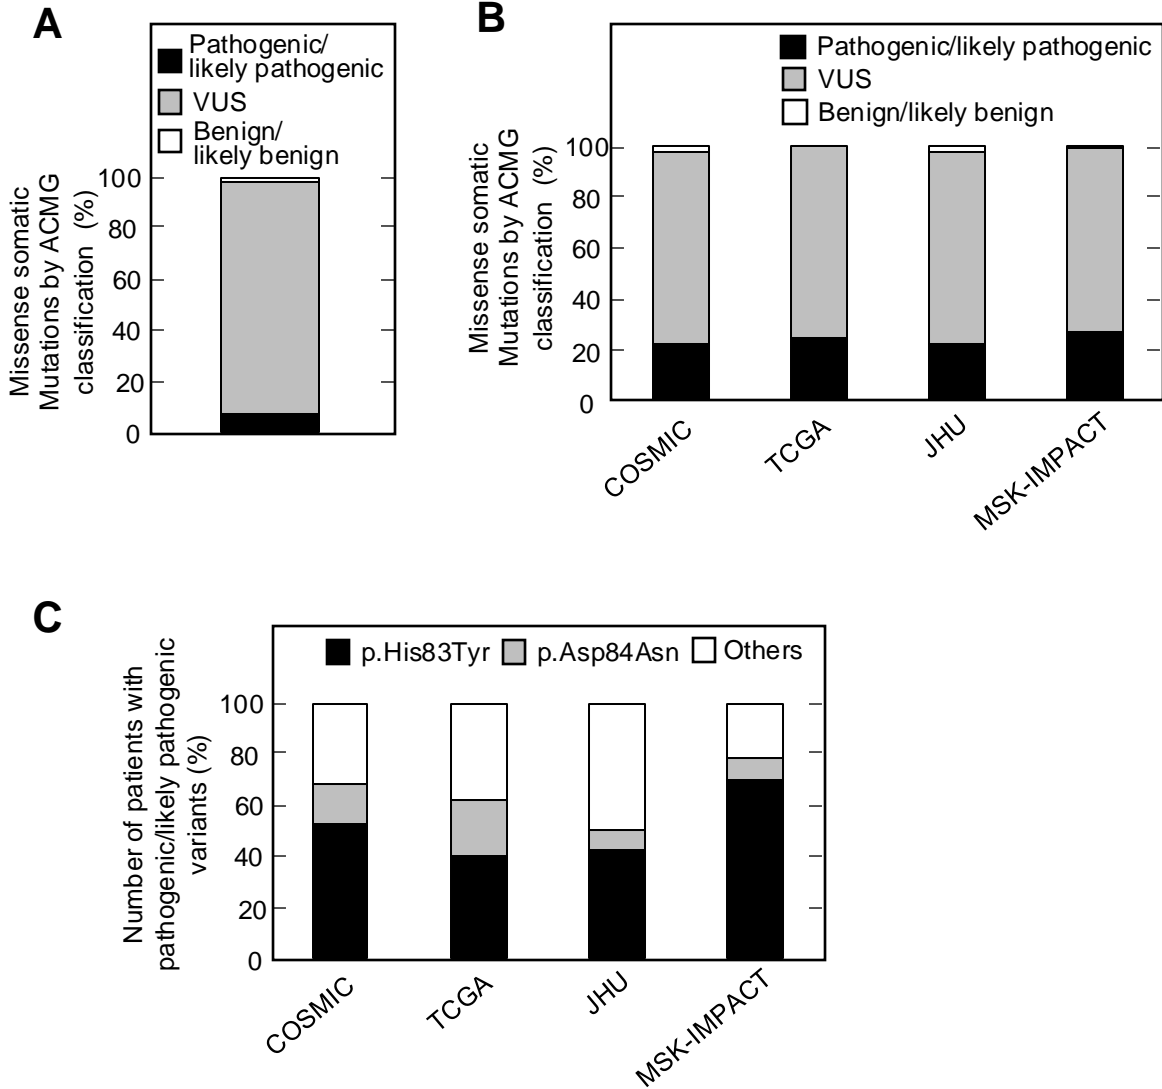 A
Pathogenic/
likely pathogenic
VUS
Benign/
likely benign
Missense somatic
Mutations by ACMG
classification (%)
100
80
60
40
20
0
B
Pathogenic/likely pathogenic
VUS
Benign/likely benign
Missense somatic
Mutations by ACMG
classification (%)
100
80
60
40
20
0
COSMIC
TCGA
JHU
MSK-IMPACT
C
p.His83Tyr p.Asp84Asn Others
Number of patients with
pathogenic/likely pathogenic
variants (%)
100
80
60
40
20
0
COSMIC
TCGA
JHU
MSK-IMPACT